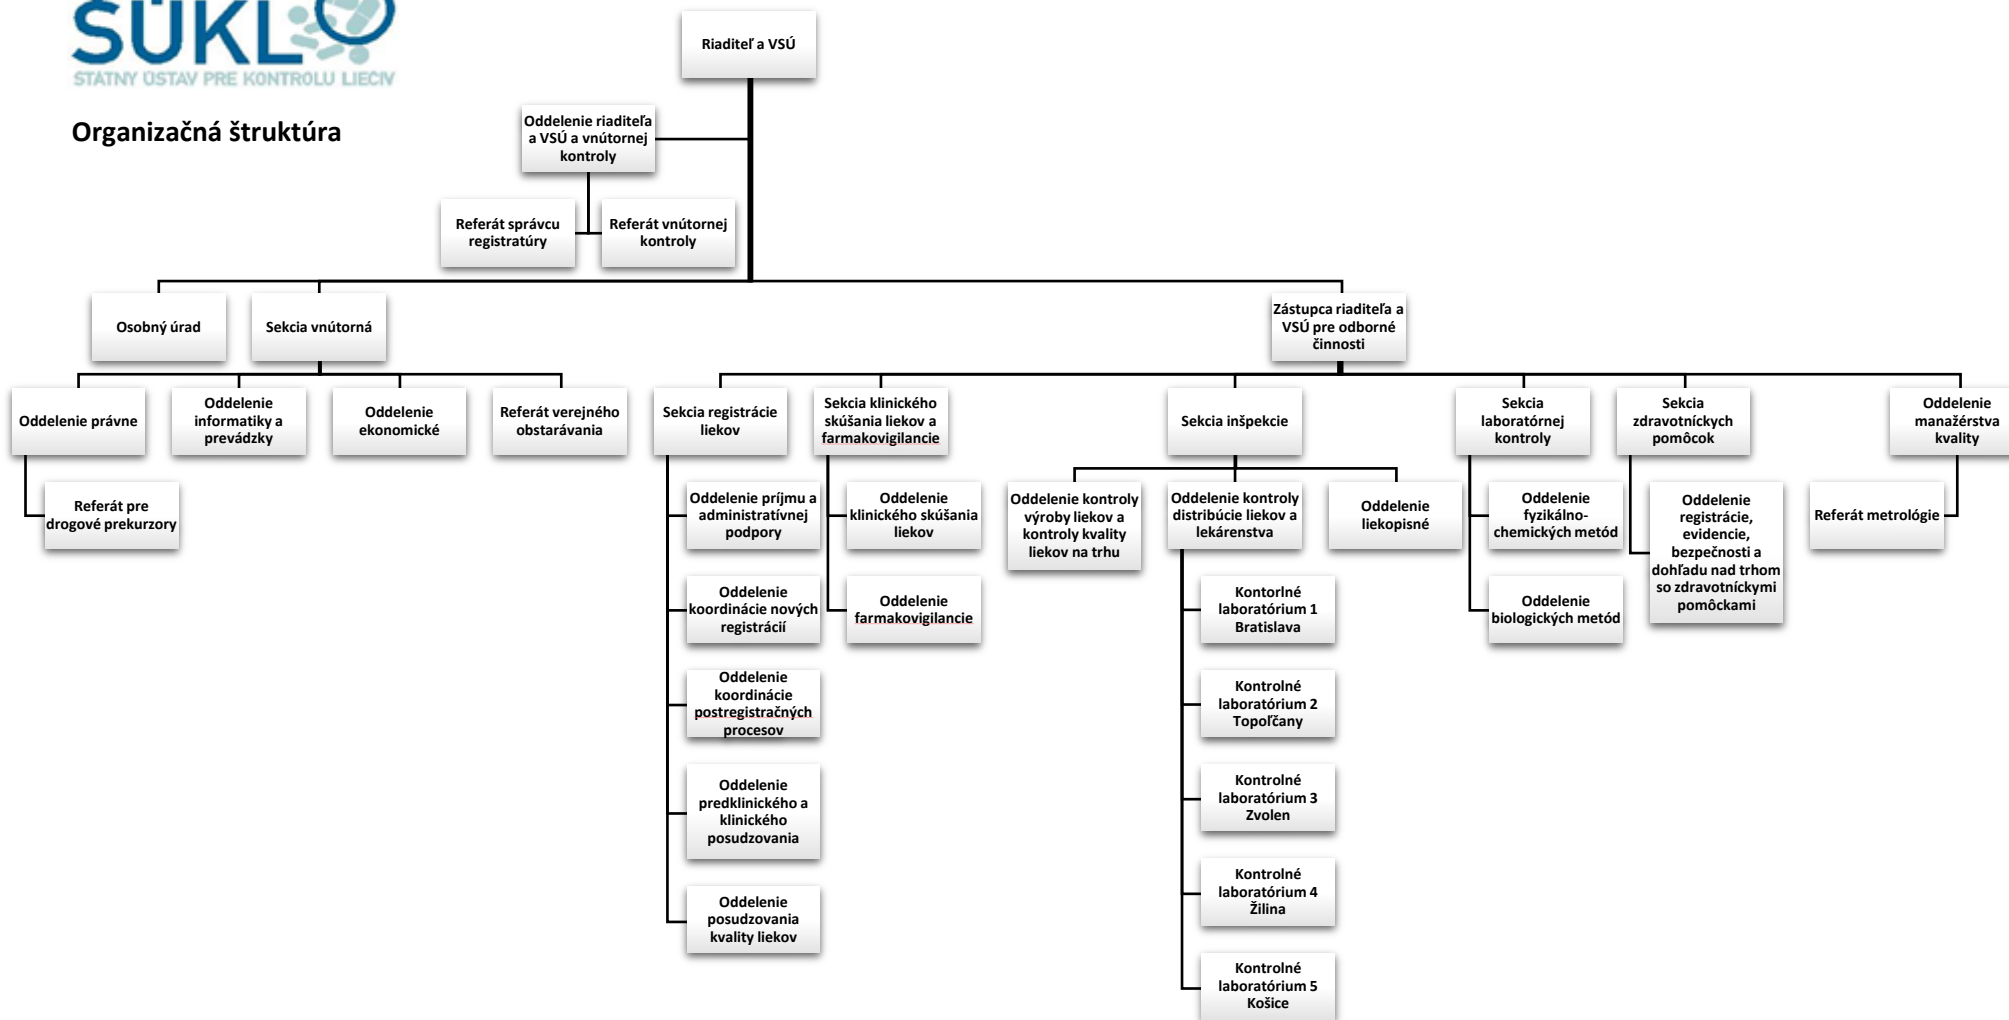 SÚKL
ŠTÁTNY ÚSTAV PRE KONTROLU LIEČIV
Organizačná štruktúra
Riaditeľ a VSÚ
Oddelenie riaditeľa
a VSÚ a vnútornej
kontroly
Referát správcu
registratúry
Referát vnútornej
kontroly
Osobný úrad
Sekcia vnútorná
Zástupca riaditeľa a
VSÚ pre odborné
činnosti
Oddelenie právne
Oddelenie
informatiky a
prevádzky
Oddelenie
ekonomické
Referát verejného
obstarávania
Sekcia registrácie
liekov
Sekcia klinického
skúšania liekov a
farmakovigilancie
Sekcia inšpekcie
Sekcia
laboratórnej
kontroly
Sekcia
zdravotníckych
pomôcok
Oddelenie
manažérstva
kvality
Referát pre
drogové prekurzory
Oddelenie príjmu a
administratívnej
podpory
Oddelenie
koordinácie nových
registrácií
Oddelenie
koordinácie
postregistračných
procesov
Oddelenie
predklinického a
klinického
posudzovania
Oddelenie
posudzovania
kvality liekov
Oddelenie
klinického skúšania
liekov
Oddelenie
farmakovigilancie
Oddelenie kontroly
výroby liekov a
kontroly kvality
liekov na trhu
Oddelenie kontroly
distribúcie liekov a
lekárenstva
Oddelenie
liekopisné
Kontorlné
laboratórium 1
Bratislava
Kontrolné
laboratórium 2
Topoľčany
Kontrolné
laboratórium 3
Zvolen
Kontrolné
laboratórium 4
Žilina
Kontrolné
laboratórium 5
Košice
Oddelenie
fyzikálno-
chemických metód
Oddelenie
biologických metód
Oddelenie
registrácie,
evidencie,
bezpečnosti a
dohľadu nad trhom
so zdravotníckymi
pomôckami
Referát metrológie